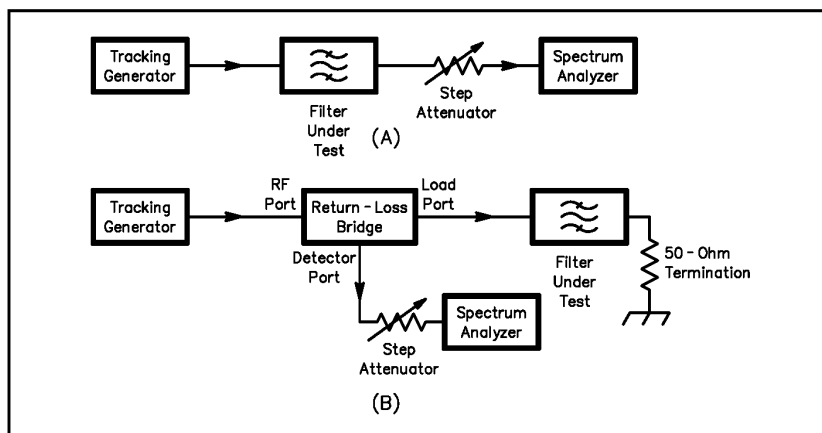 Tracking
Generator
Filter
Under
Test
Step
Attenuator
Spectrum
Analyzer
(A)
Tracking
Generator
RF
Port
Return-Loss
Bridge
Load
Port
Detector
Port
Filter
Under
Test
50-Ohm
Termination
Step
Attenuator
Spectrum
Analyzer
(B)